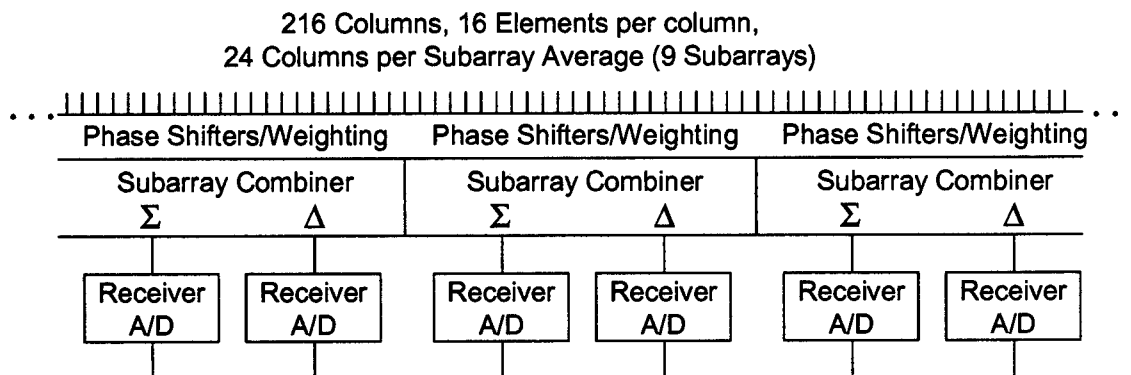 216 Columns, 16 Elements per column,
24 Columns per Subarray Average (9 Subarrays)
Phase Shifters/Weighting Phase Shifters/Weighting Phase Shifters/Weighting
Subarray Combiner Subarray Combiner Subarray Combiner
Σ Δ Σ Δ Σ Δ
Receiver Receiver Receiver Receiver Receiver Receiver
A/D A/D A/D A/D A/D A/D